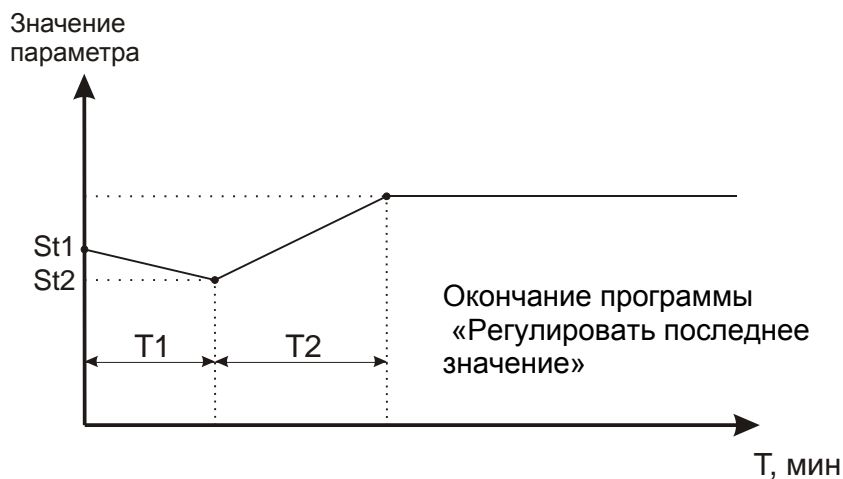 Значение
параметра
St1
St2
T1
T2
Окончание программы
«Регулировать последнее
значение»
T, мин